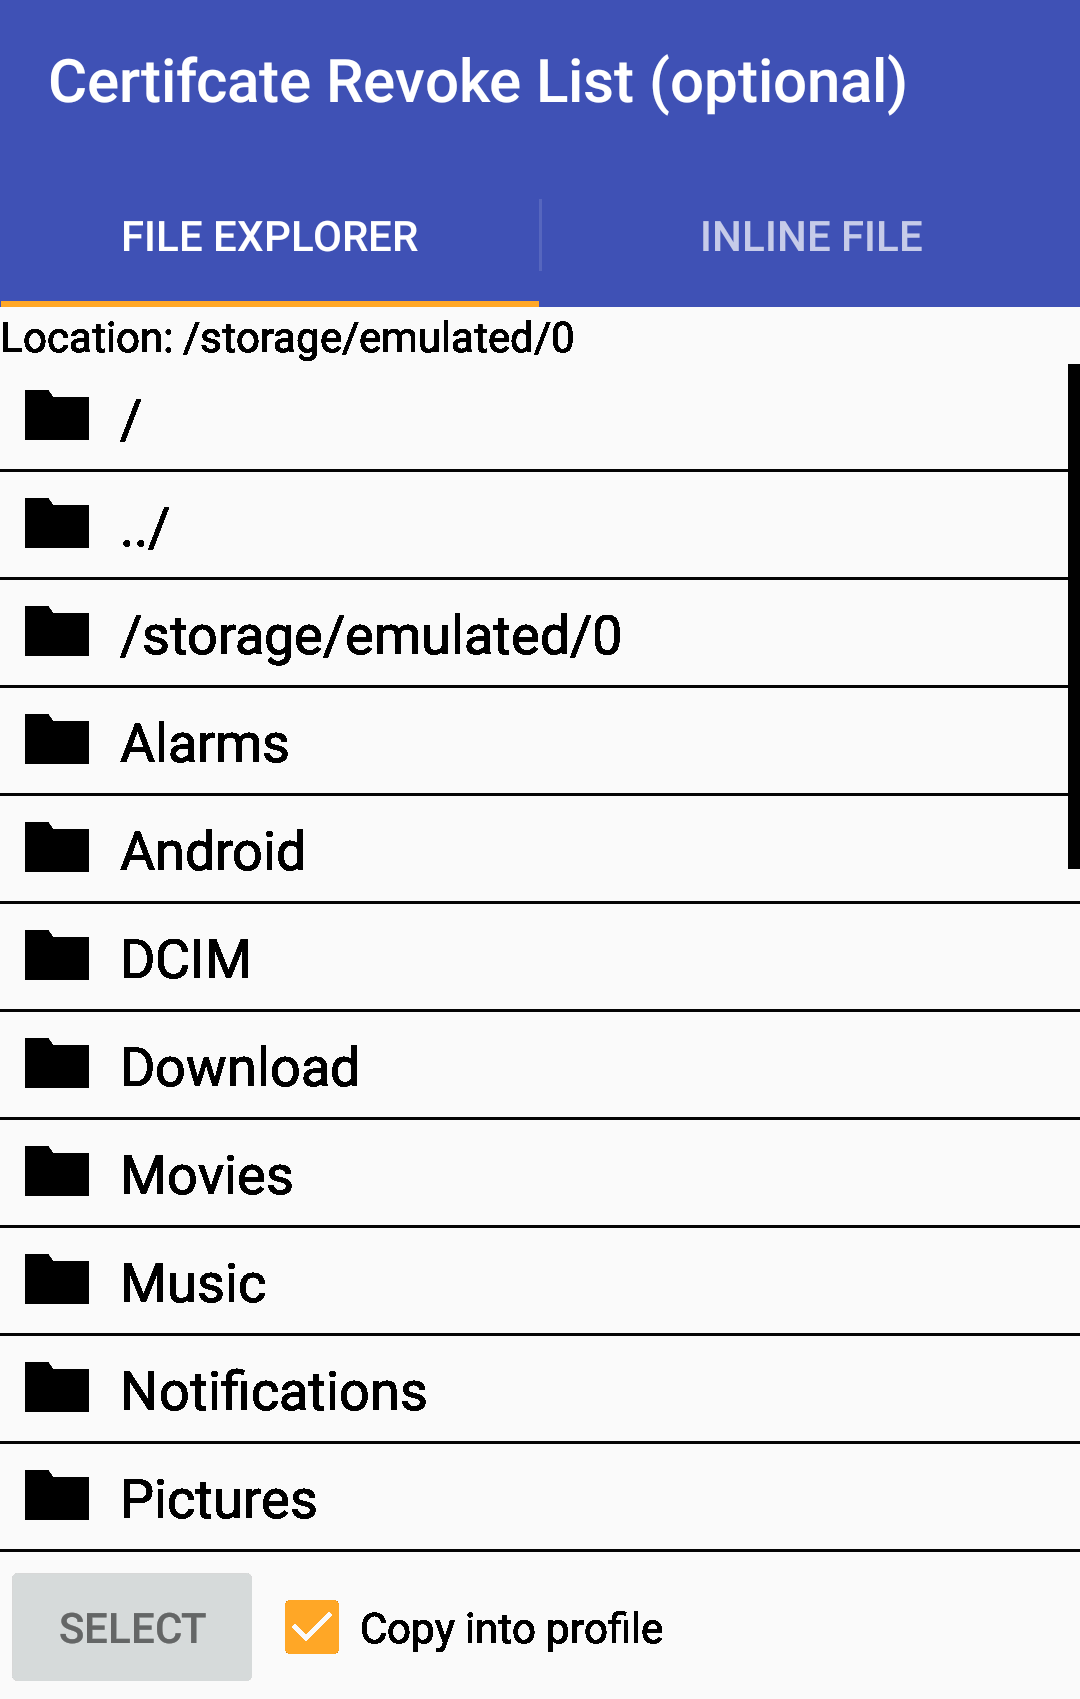 Certifcate Revoke List (optional)
FILE EXPLORER
INLINE FILE
Location: /storage/emulated/0
/
../
/storage/emulated/0
Alarms
Android
DCIM
Download
Movies
Music
Notifications
Pictures
SELECT
Copy into profile